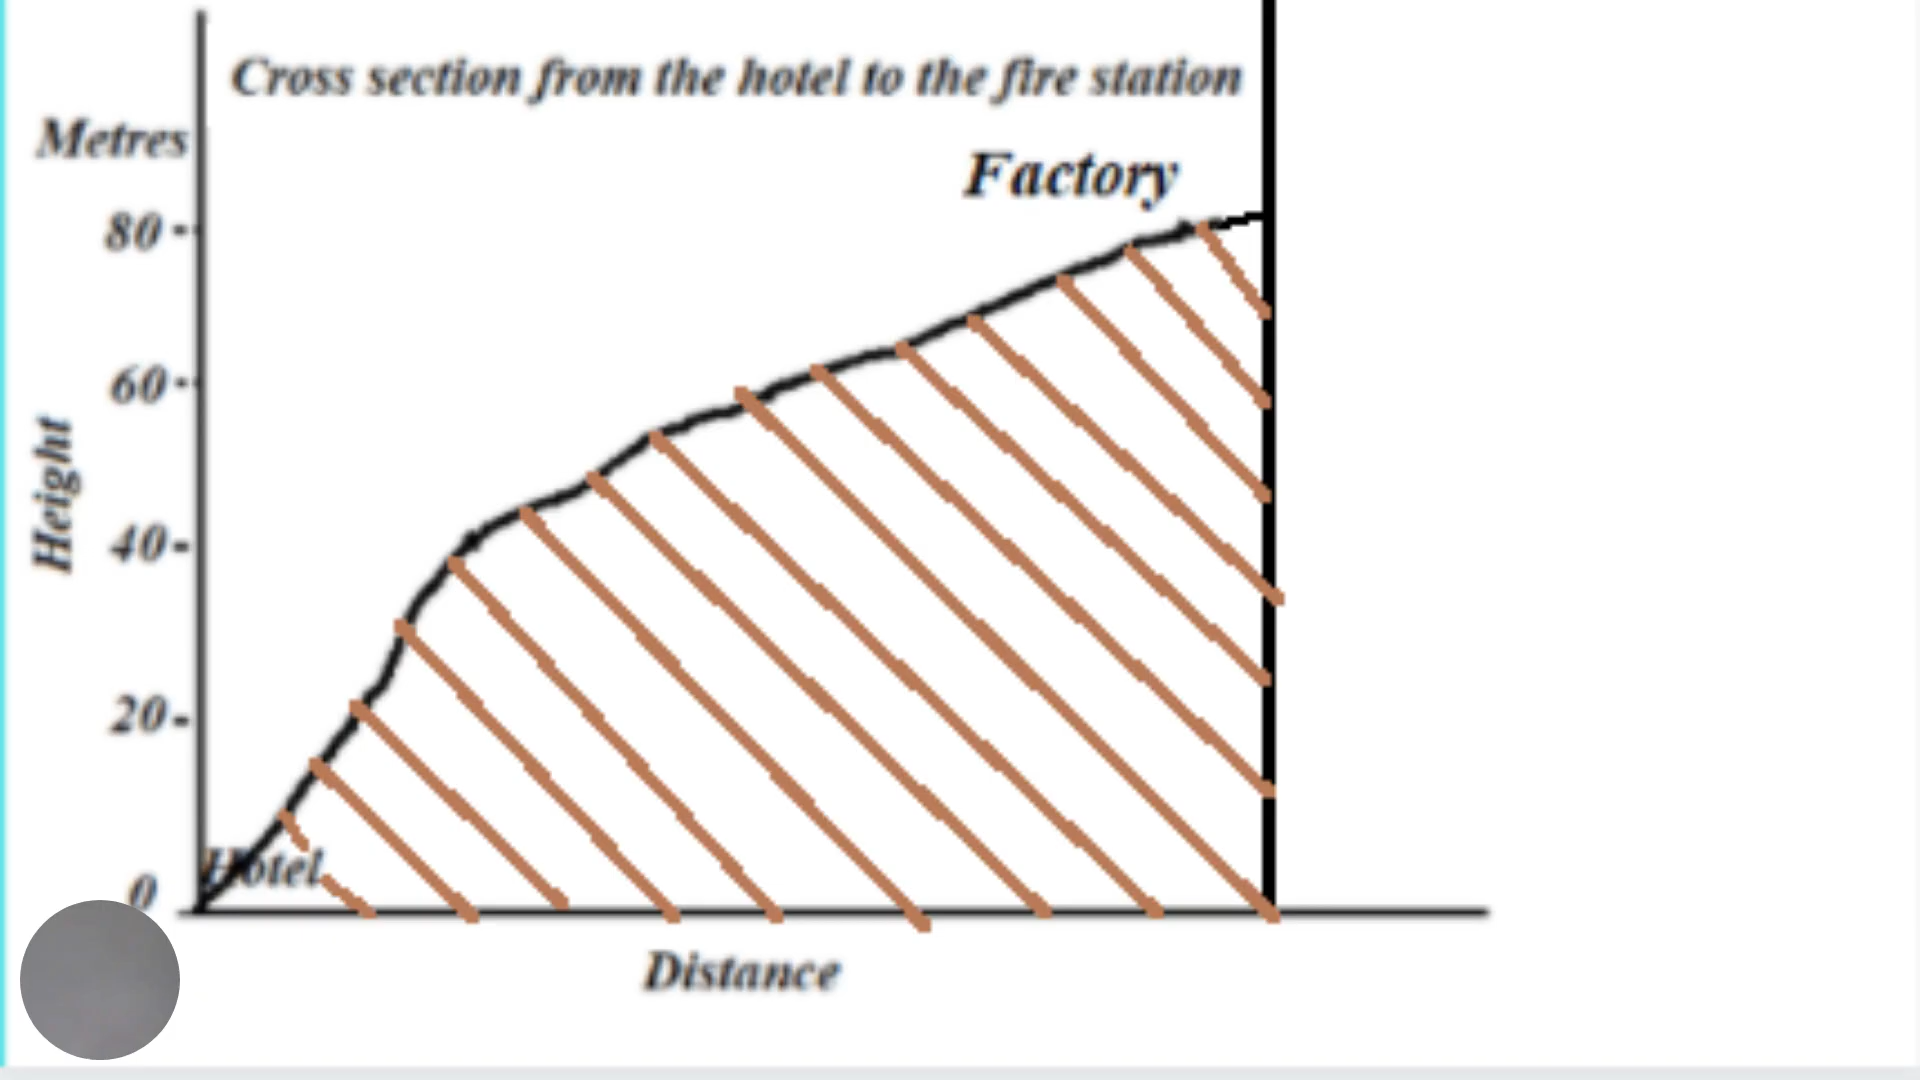 Cross section from the hotel to the fire station
Metres
Factory
80
60
Height
40
20
Hotel
0
Distance